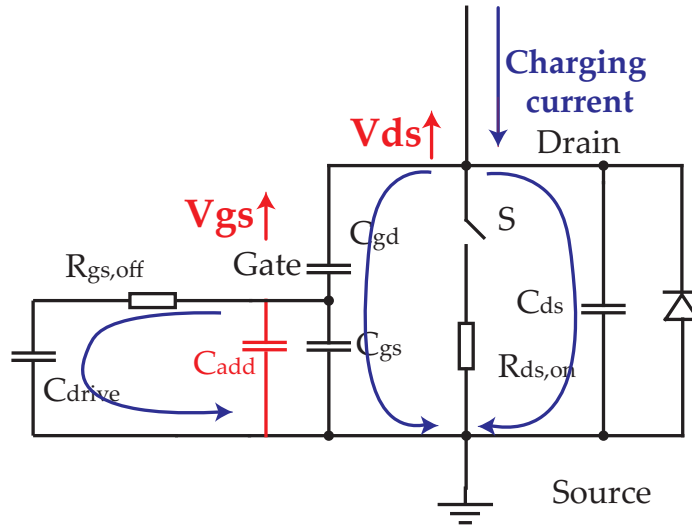 Charging
current
Vds
Drain
Vgs
S
Cgd
Rgs,off
Gate
Cds
Cadd
Cgs
Rds,on
Cdrive
Source